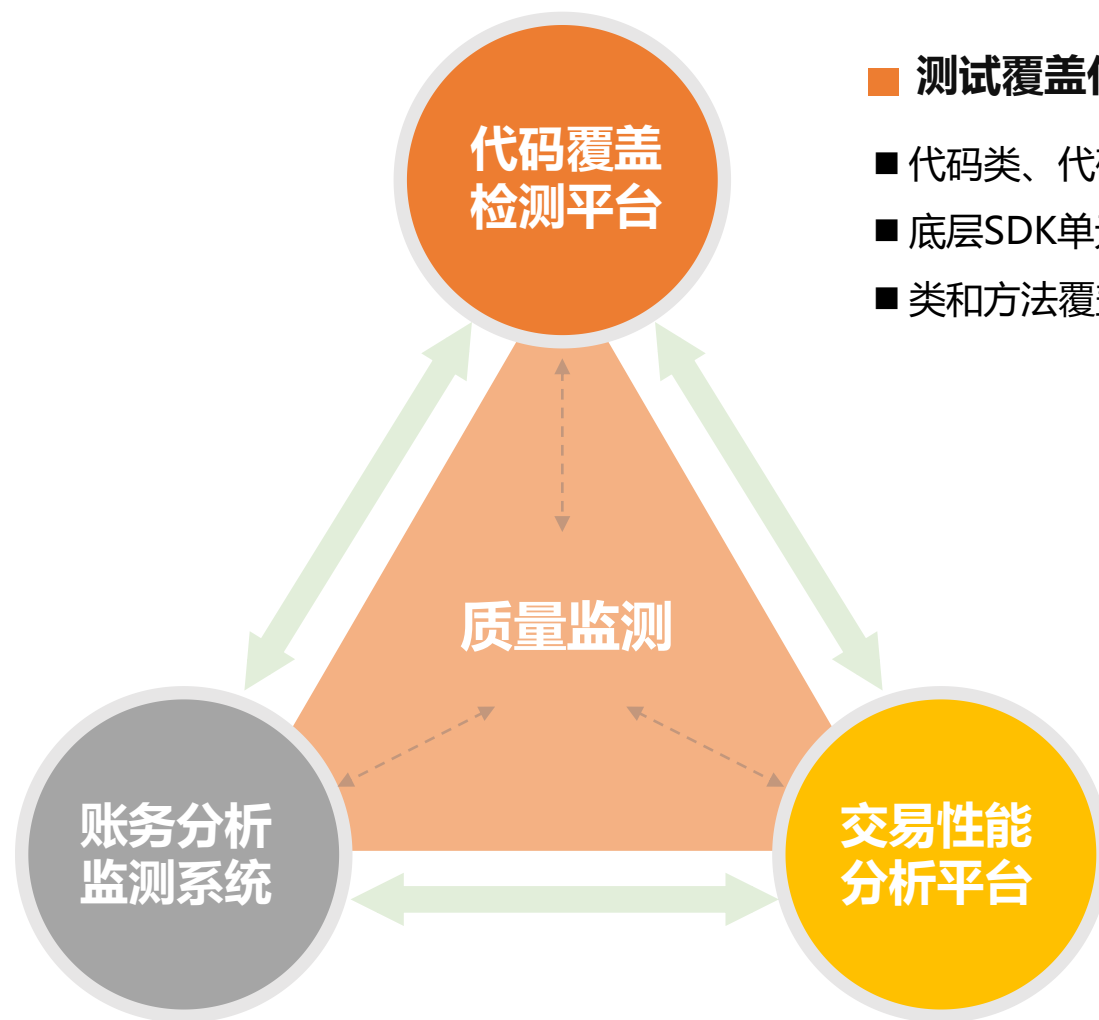 代码覆盖
检测平台
测试覆盖
代码类、代
底层SDK单
类和方法覆
质量监测
账务分析
监测系统
交易性能
分析平台